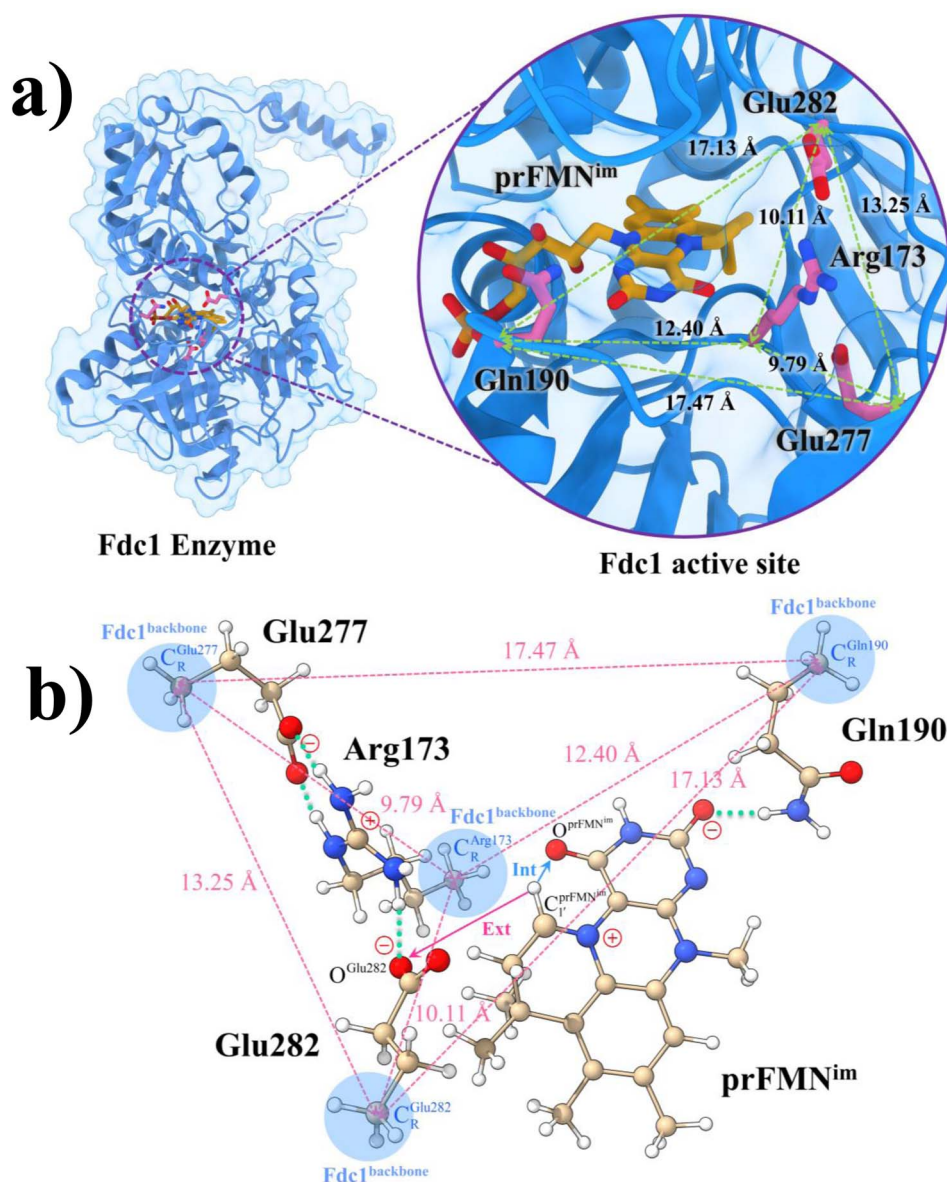 a)
Glu282
17.13 Å
prFMNim
13.25 Å
10.11 Å
Arg173
12.40 Å
9.79 Å
Gln190
17.47 Å
Glu277
Fdc1 Enzyme
Fdc1 active site
b)
Fdc1backbone
Glu277
CRGlu277
17.47 Å
Fdc1backbone
CRGln190
Gln190
Arg173
12.40 Å
17.13 Å
9.79 Å
Fdc1backbone
CRArg173
OprFMNim
Int
C1'prFMNim
13.25 Å
Ext
OGlu282
10.11 Å
Glu282
prFMNim
CRGlu282
Fdc1backbone